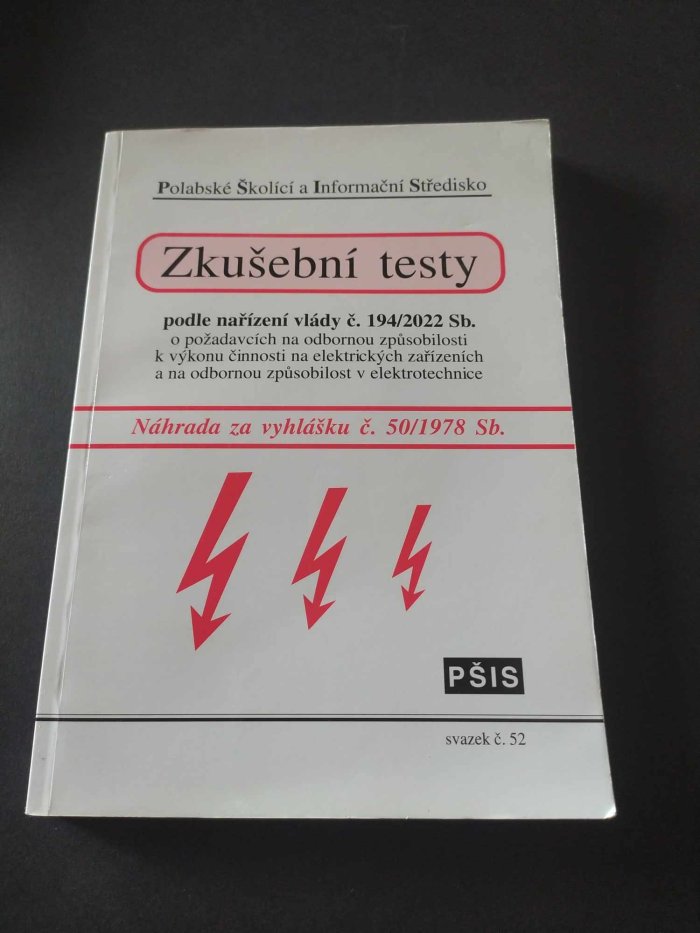 Polabské Školící a Informační Středisko
Zkušební testy
podle nařízení vlády č. 194/2022 Sb.
o požadavcích na odbornou způsobilosti
k výkonu činnosti na elektrických zařízeních
a na odbornou způsobilost v elektrotechnice
Náhrada za vyhlášku č. 50/1978 Sb.
PŠIS
svazek č. 52